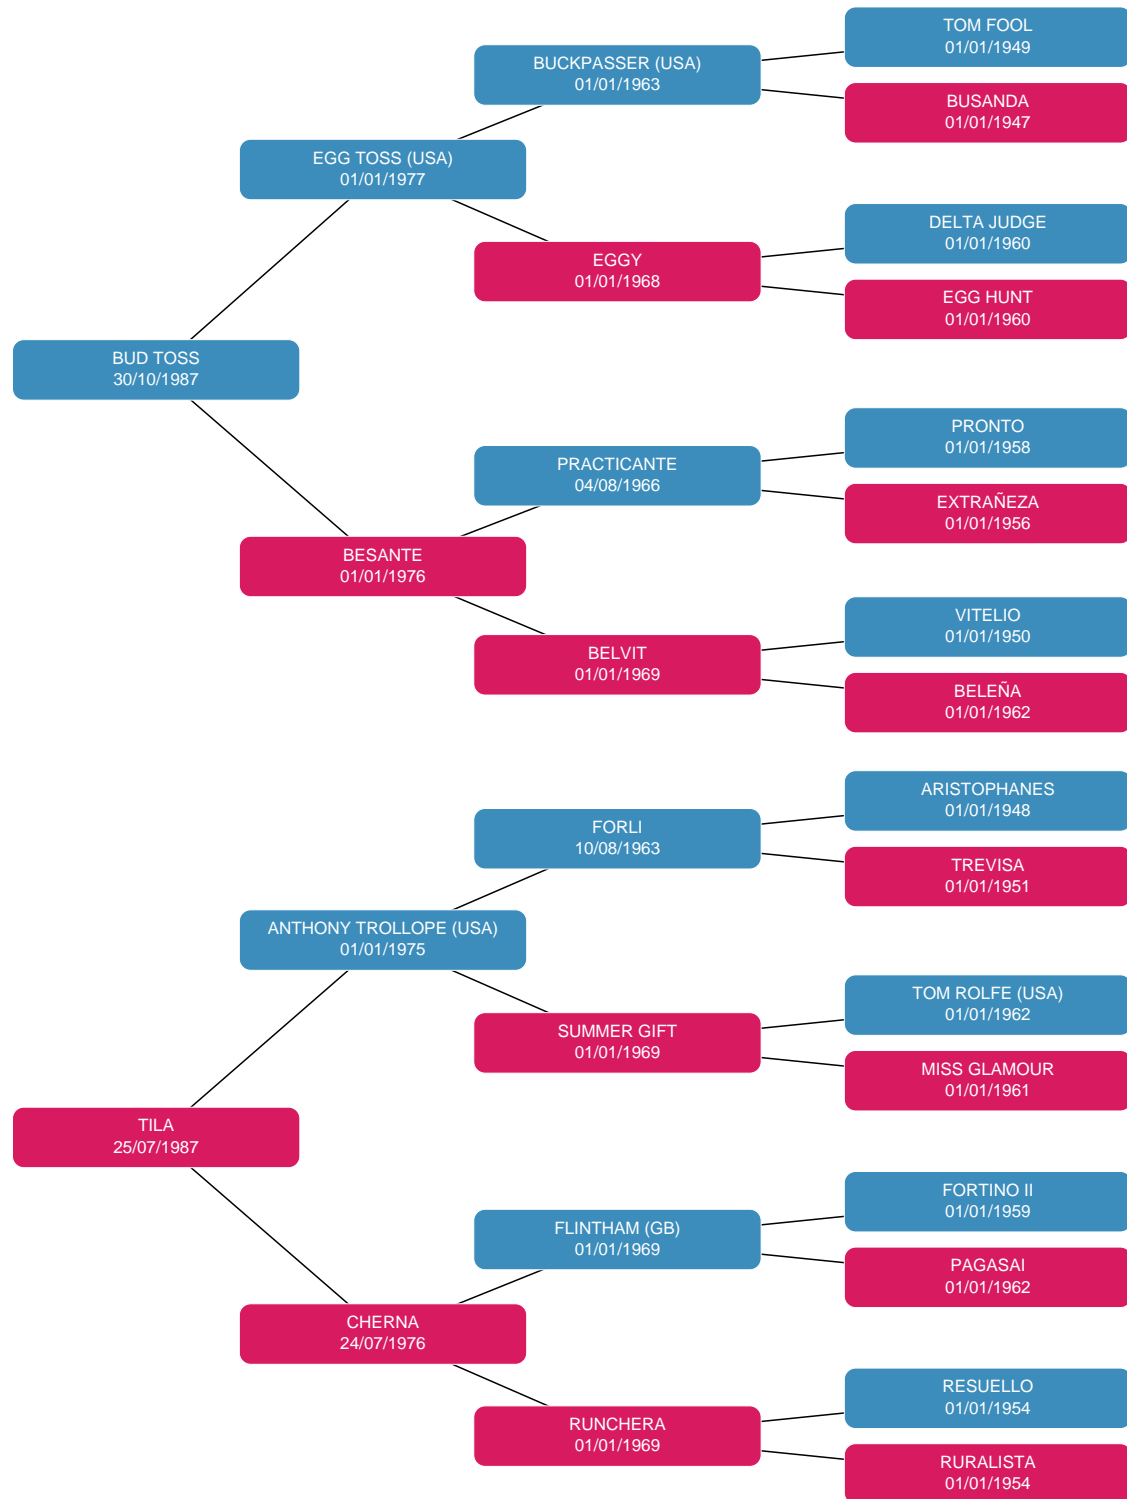 TOM FOOL
01/01/1949
BUCKPASSER (USA)
01/01/1963
BUSANDA
01/01/1947
EGG TOSS (USA)
01/01/1977
DELTA JUDGE
01/01/1960
EGGY
01/01/1968
EGG HUNT
01/01/1960
BUD TOSS
30/10/1987
PRONTO
01/01/1958
PRACTICANTE
04/08/1966
EXTRAÑEZA
01/01/1956
BESANTE
01/01/1976
VITELIO
01/01/1950
BELVIT
01/01/1969
BELEÑA
01/01/1962
ARISTOPHANES
01/01/1948
FORLI
10/08/1963
TREVISA
01/01/1951
ANTHONY TROLLOPE (USA)
01/01/1975
TOM ROLFE (USA)
01/01/1962
SUMMER GIFT
01/01/1969
MISS GLAMOUR
01/01/1961
TILA
25/07/1987
FORTINO II
01/01/1959
FLINTHAM (GB)
01/01/1969
PAGASAI
01/01/1962
CHERNA
24/07/1976
RESUELLO
01/01/1954
RUNCHERA
01/01/1969
RURALISTA
01/01/1954